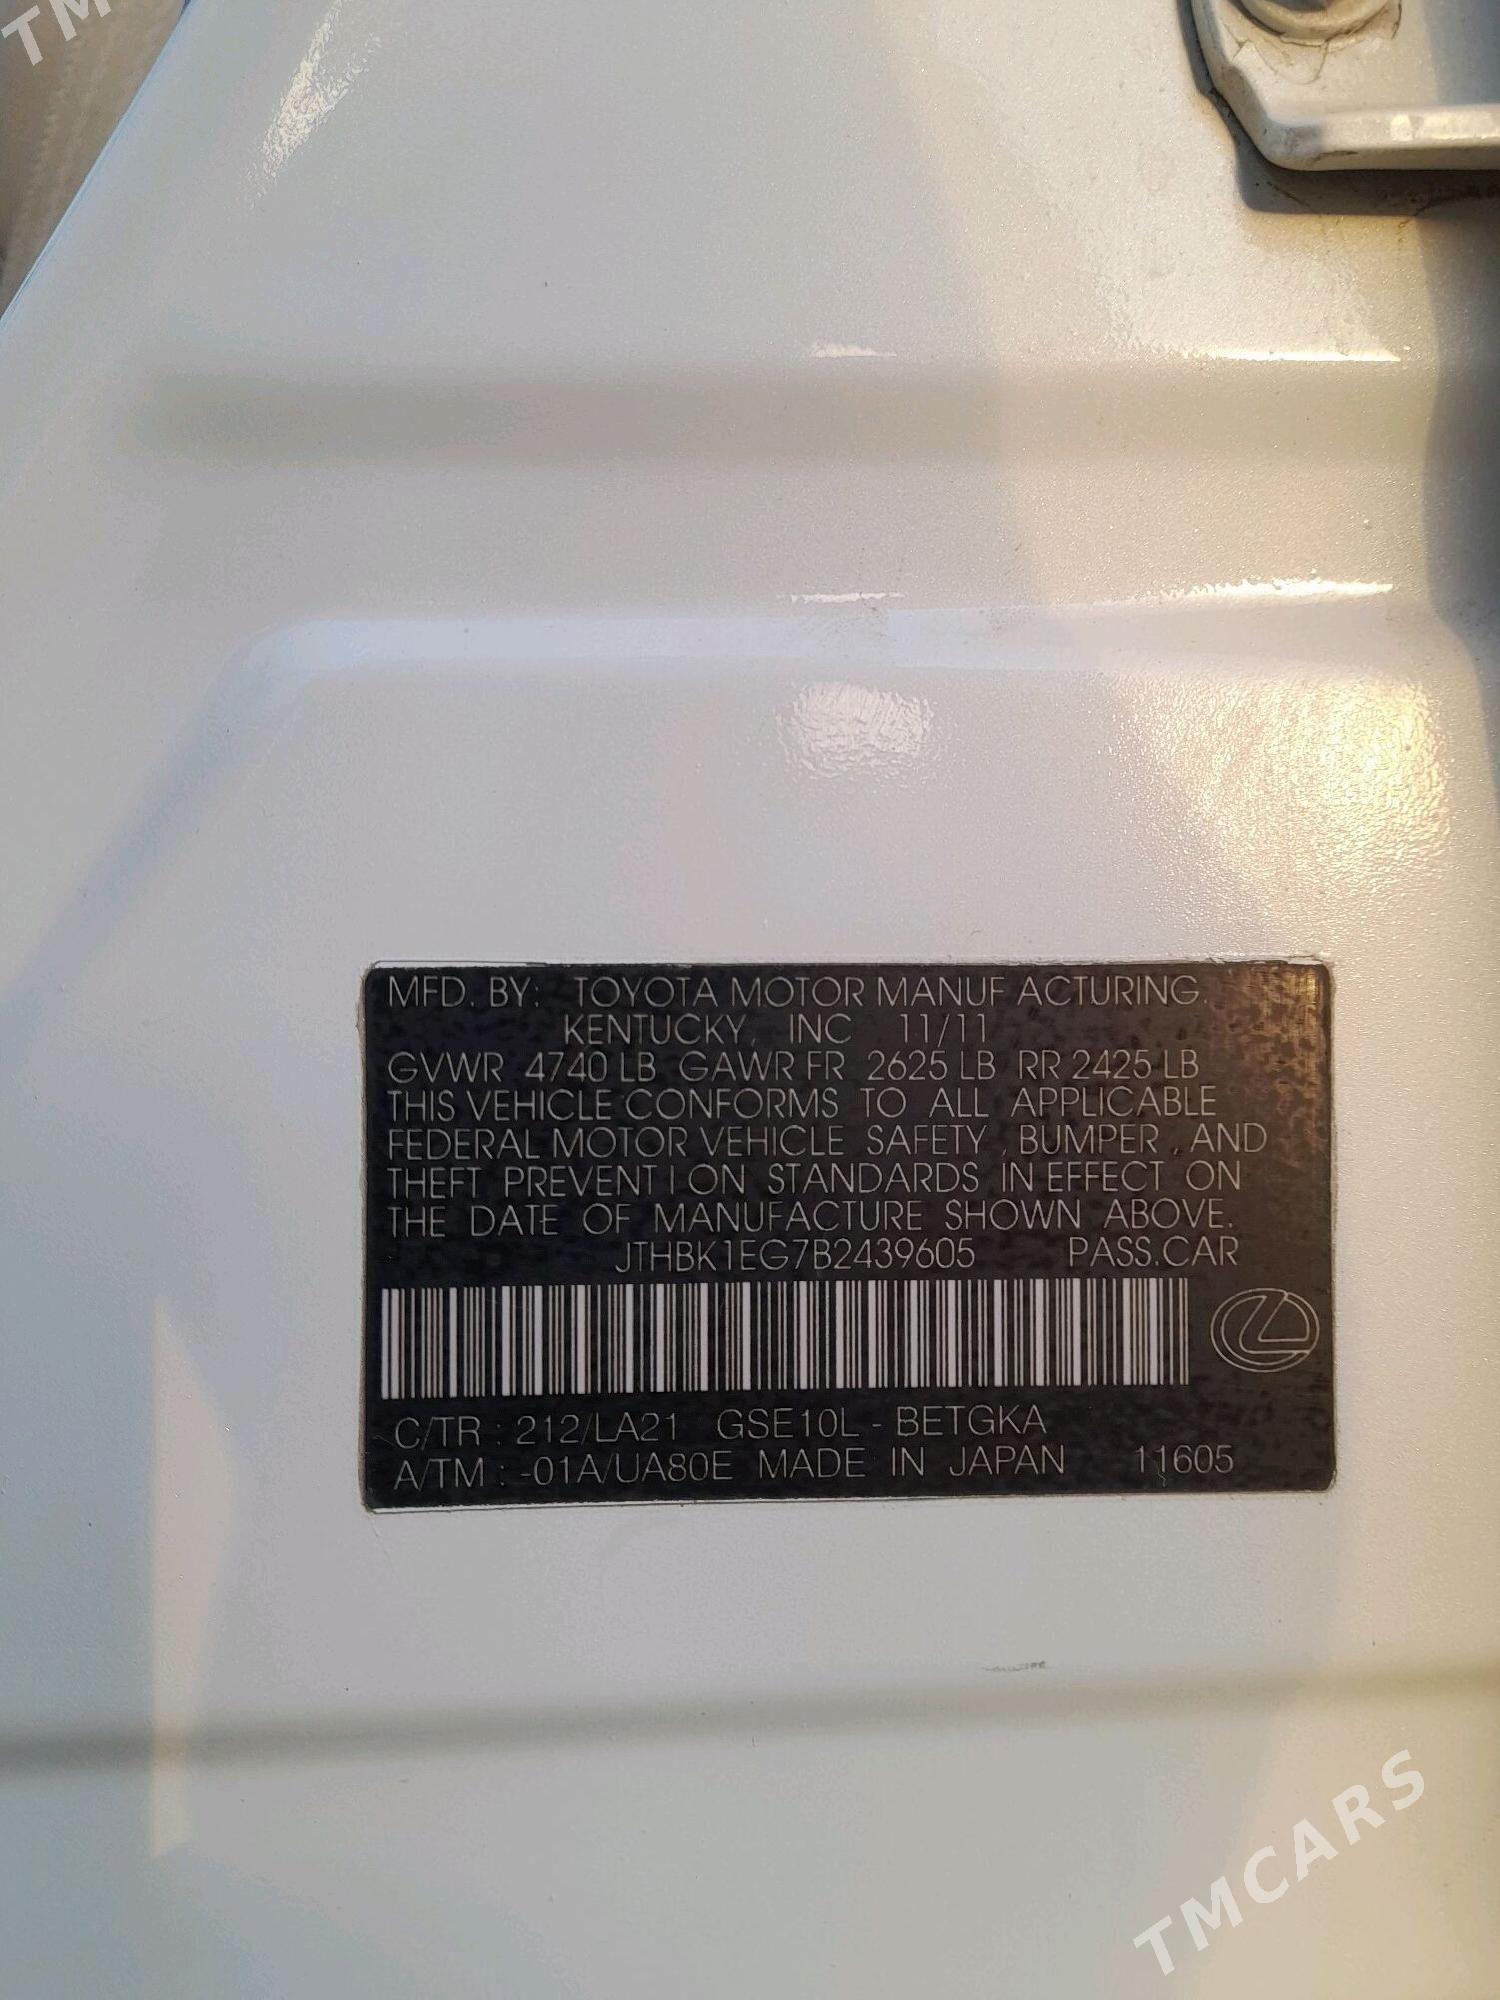 TM
MFD. BY: TOYOTA MOTOR MANUF ACTURING.
KENTUCKY, INC 11/11
GVWR 4740 LB GAWR FR 2625 LB RR 2425 LB
THIS VEHICLE CONFORMS TO ALL APPLICABLE
FEDERAL MOTOR VEHICLE SAFETY , BUMPER , AND
THEFT PREVENTION STANDARDS IN EFFECT ON
THE DATE OF MANUFACTURE SHOWN ABOVE.
JTHBK1EG7B2439605 PASS.CAR
C/TR : 212/LA21 GSE10L - BETGKA
A/TM : -01A/UA80E MADE IN JAPAN 11605
TMCARS